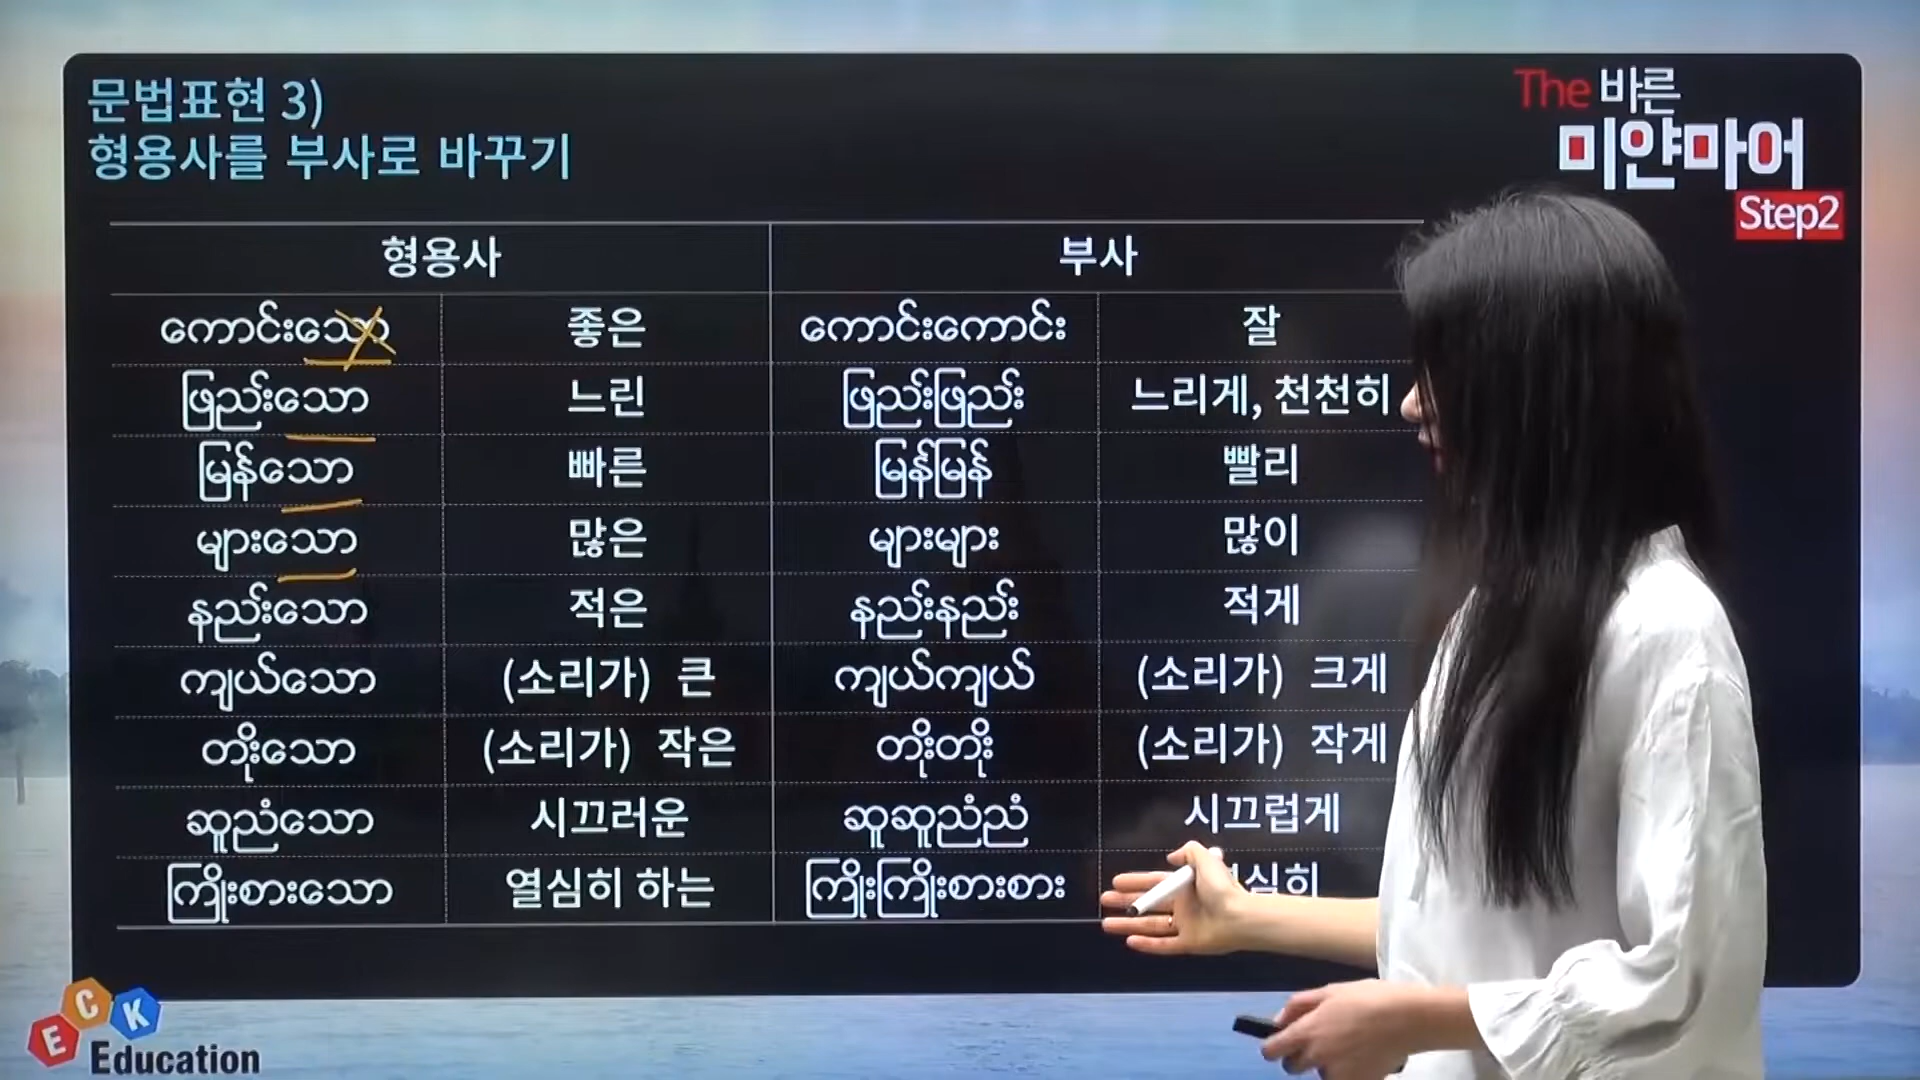 문법표현 3)
형용사를 부사로 바꾸기
The 바른
미얀마어
Step2
형용사 부사
ကောင်းသော 좋은 ကောင်းကောင်း 잘
ဖြည်းသော 느린 ဖြည်းဖြည်း 느리게, 천천히
မြန်သော 빠른 မြန်မြန် 빨리
များသော 많은 များများ 많이
နည်းသော 적은 နည်းနည်း 적게
ကျယ်သော (소리가) 큰 ကျယ်ကျယ် (소리가) 크게
တိုးသော (소리가) 작은 တိုးတိုး (소리가) 작게
ဆူညံသော 시끄러운 ဆူဆူညံညံ 시끄럽게
ကြိုးစားသော 열심히 하는 ကြိုးကြိုးစားစား
ECK
Education